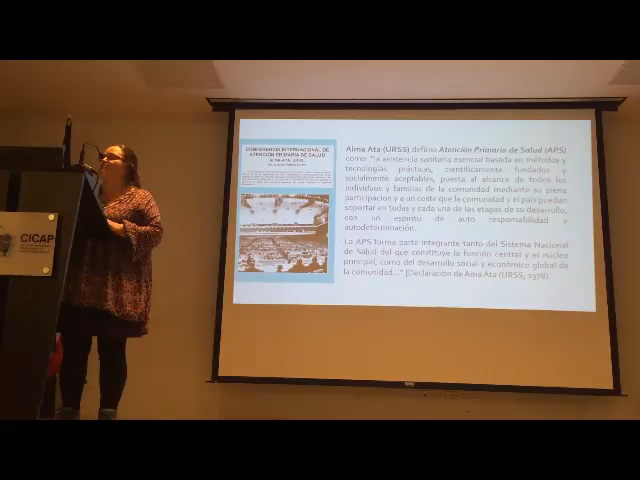 CICAP
CONFERENCIA INTERNACIONAL DE
ATENCIÓN PRIMARIA DE SALUD
Alma Ata (URSS) definió Atención Primaria de Salud (APS)
como: "la asistencia sanitaria esencial basada en métodos y
tecnologías prácticas, científicamente fundados y
socialmente aceptables, puesta al alcance de todos los
individuos y familias de la comunidad mediante su plena
participación y a un coste que la comunidad y el país puedan
soportar en todas y cada una de las etapas de su desarrollo,
con un espíritu de auto responsabilidad y
autodeterminación.
La APS forma parte integrante tanto del Sistema Nacional
de Salud del que constituye la función central y el núcleo
principal, como del desarrollo social y económico global de
la comunidad..." (Declaración de Ama Ata (URSS, 1978).